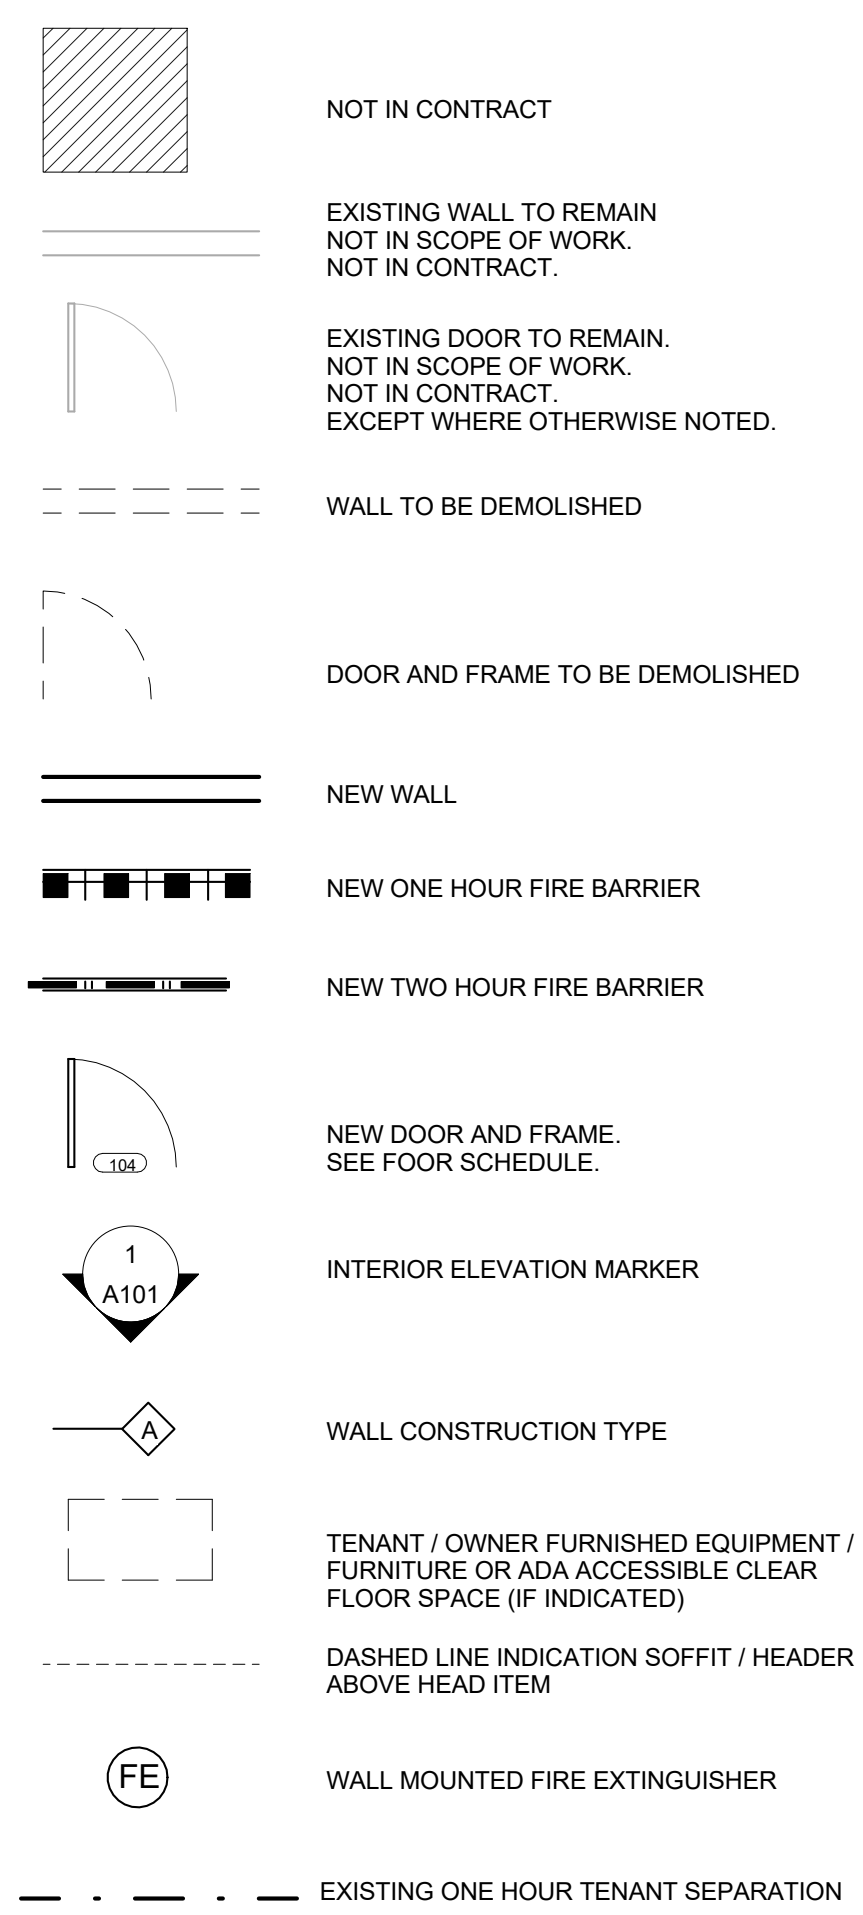 NOT IN CONTRACT
EXISTING WALL TO REMAIN
NOT IN SCOPE OF WORK.
NOT IN CONTRACT.
EXISTING DOOR TO REMAIN.
NOT IN SCOPE OF WORK.
NOT IN CONTRACT.
EXCEPT WHERE OTHERWISE NOTED.
WALL TO BE DEMOLISHED
DOOR AND FRAME TO BE DEMOLISHED
NEW WALL
NEW ONE HOUR FIRE BARRIER
NEW TWO HOUR FIRE BARRIER
104
NEW DOOR AND FRAME.
SEE FOOR SCHEDULE.
1
A101
INTERIOR ELEVATION MARKER
A
WALL CONSTRUCTION TYPE
TENANT / OWNER FURNISHED EQUIPMENT /
FURNITURE OR ADA ACCESSIBLE CLEAR
FLOOR SPACE (IF INDICATED)
DASHED LINE INDICATION SOFFIT / HEADER
ABOVE HEAD ITEM
FE
WALL MOUNTED FIRE EXTINGUISHER
EXISTING ONE HOUR TENANT SEPARATION